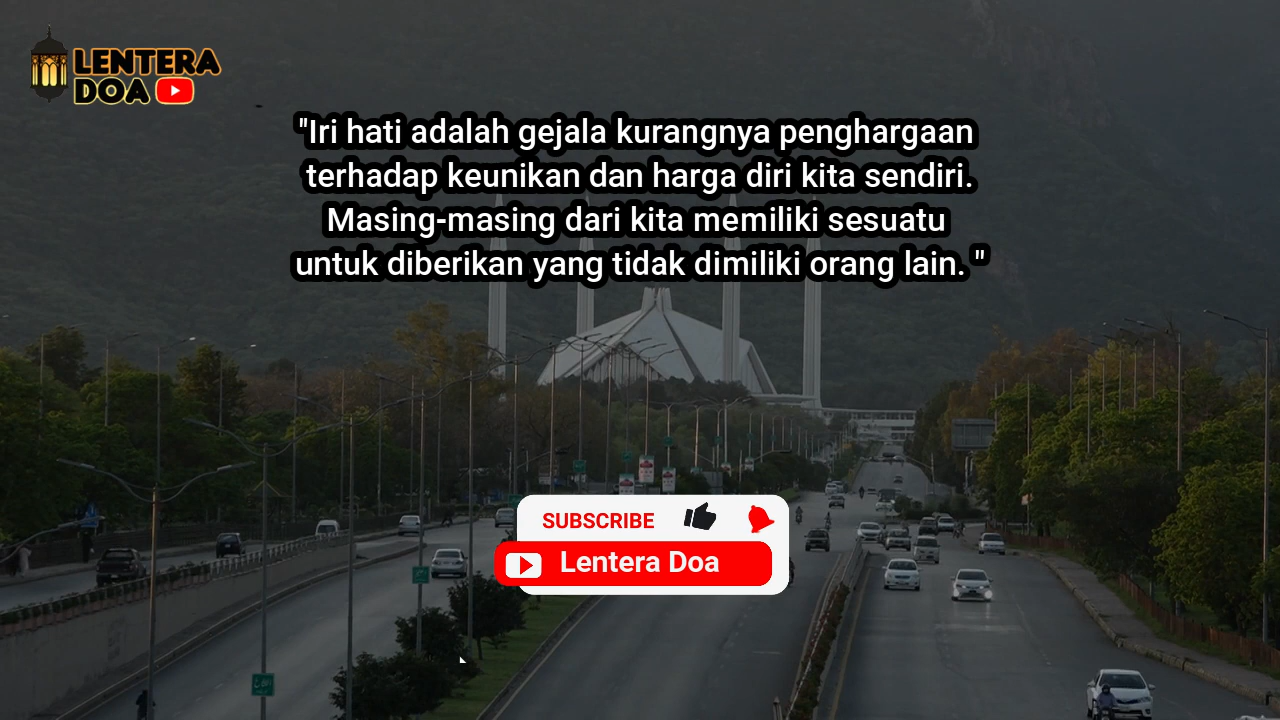 LENTERA
DOA
"Iri hati adalah gejala kurangnya penghargaan
terhadap keunikan dan harga diri kita sendiri.
Masing-masing dari kita memiliki sesuatu
untuk diberikan yang tidak dimiliki orang lain. "
SUBSCRIBE
Lentera Doa